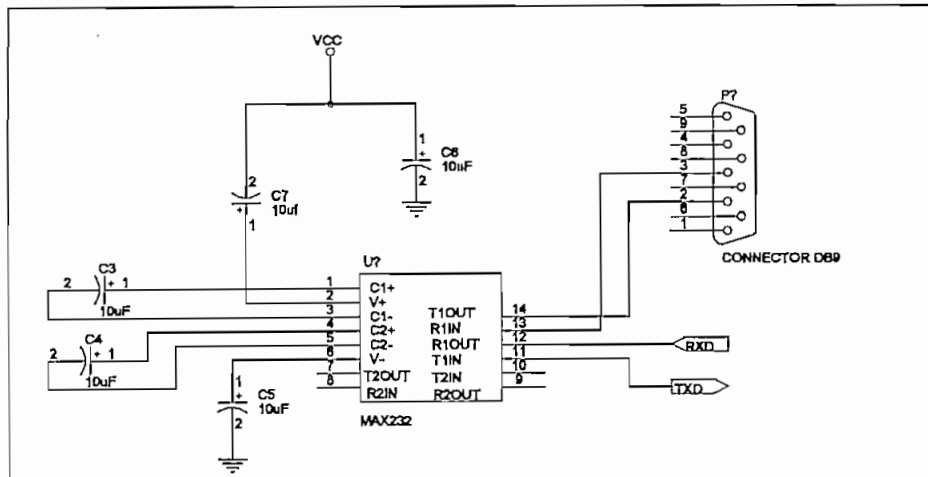 VCC
P?
5
9
4
8
3
7
2
6
1
CONNECTOR DB9
1
+
C6
10uF
2
2
C7
10uf
+
1
U?
C3
2
+
1
10uF
C4
2
+
1
10uF
1
+
C5
10uF
2
1
2
3
4
5
6
7
8
C1+
V+
C1-
C2+
C2-
V-
T2OUT
R2IN
T1OUT
R1IN
R1OUT
T1IN
T2IN
R2OUT
14
13
12
11
10
9
MAX232
RXD
TXD